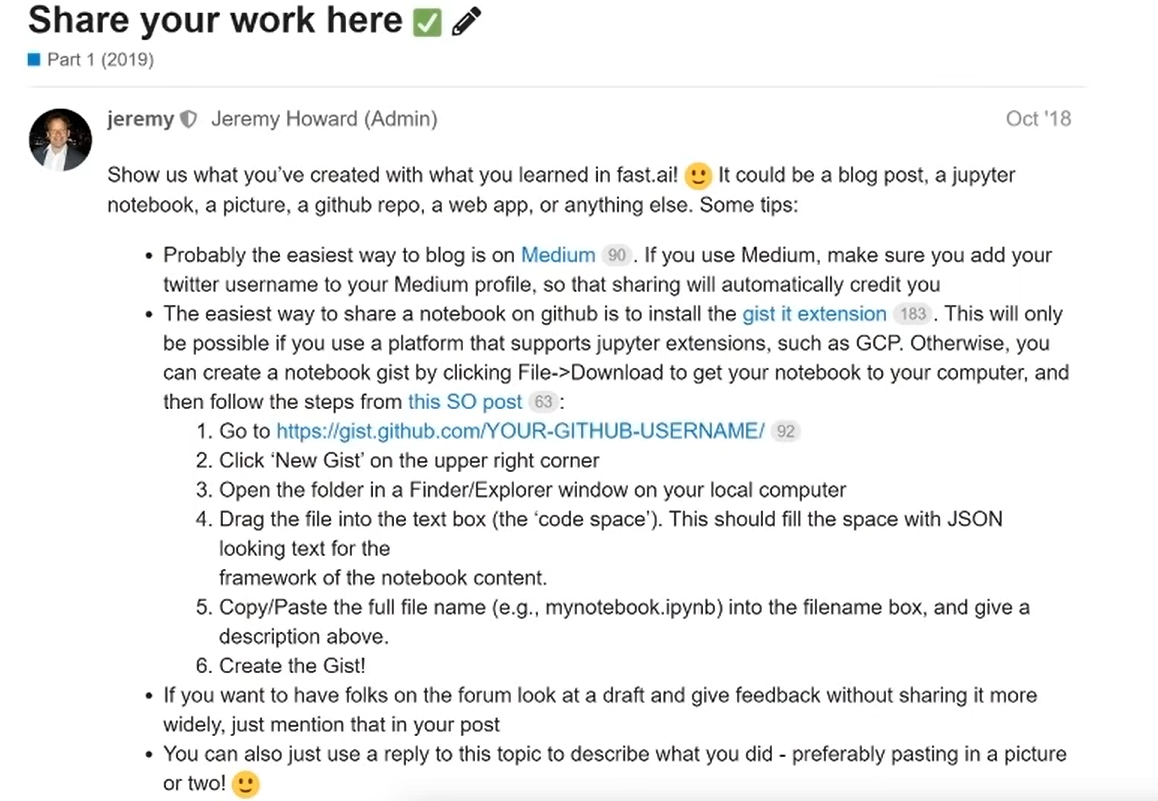 Share your work here ✅ ✏️
Part 1 (2019)
jeremy Jeremy Howard (Admin) Oct '18
Show us what you’ve created with what you learned in fast.ai! 🙂 It could be a blog post, a jupyter
notebook, a picture, a github repo, a web app, or anything else. Some tips:
• Probably the easiest way to blog is on Medium 90 . If you use Medium, make sure you add your
twitter username to your Medium profile, so that sharing will automatically credit you
• The easiest way to share a notebook on github is to install the gist it extension 183 . This will only
be possible if you use a platform that supports jupyter extensions, such as GCP. Otherwise, you
can create a notebook gist by clicking File->Download to get your notebook to your computer, and
then follow the steps from this SO post 63 :
1. Go to https://gist.github.com/YOUR-GITHUB-USERNAME/ 92
2. Click ‘New Gist’ on the upper right corner
3. Open the folder in a Finder/Explorer window on your local computer
4. Drag the file into the text box (the ‘code space’). This should fill the space with JSON
looking text for the
framework of the notebook content.
5. Copy/Paste the full file name (e.g., mynotebook.ipynb) into the filename box, and give a
description above.
6. Create the Gist!
• If you want to have folks on the forum look at a draft and give feedback without sharing it more
widely, just mention that in your post
• You can also just use a reply to this topic to describe what you did - preferably pasting in a picture
or two! 🙂